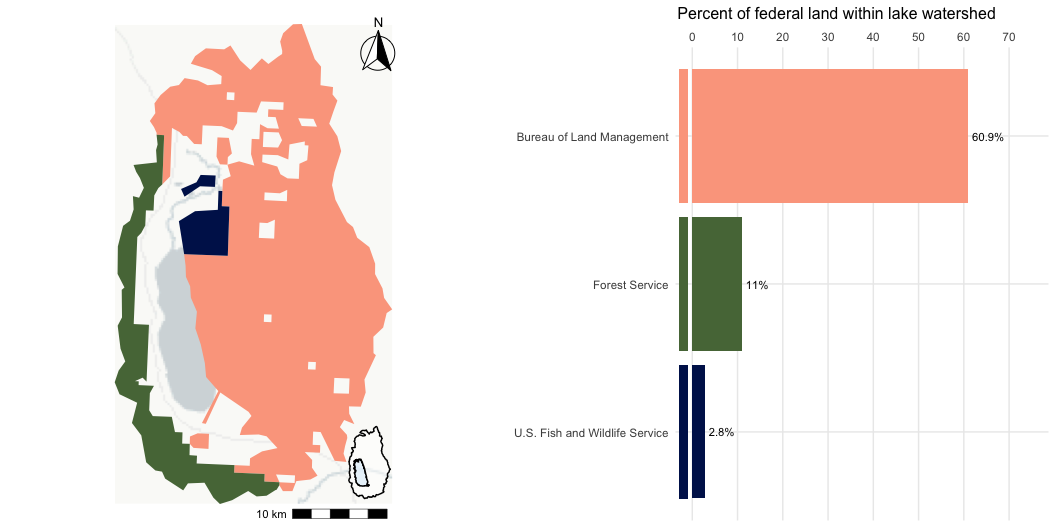 N
10 km
Percent of federal land within lake watershed
0 10 20 30 40 50 60 70
Bureau of Land Management 60.9%
Forest Service 11%
U.S. Fish and Wildlife Service 2.8%